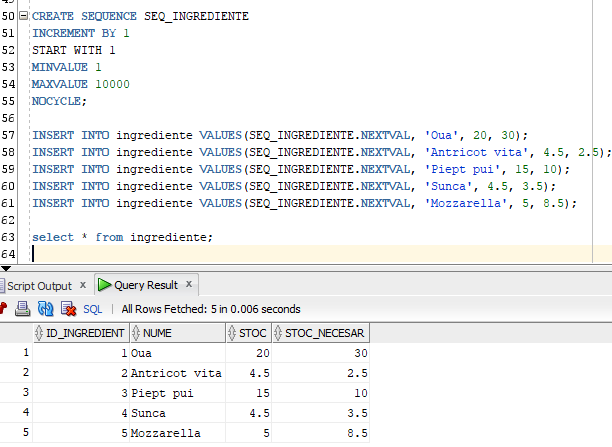 50 CREATE SEQUENCE SEQ_INGREDIENTE
51 INCREMENT BY 1
52 START WITH 1
53 MINVALUE 1
54 MAXVALUE 10000
55 NOCYCLE;
56
57 INSERT INTO ingrediente VALUES(SEQ_INGREDIENTE.NEXTVAL, 'Oua', 20, 30);
58 INSERT INTO ingrediente VALUES(SEQ_INGREDIENTE.NEXTVAL, 'Antricot vita', 4.5, 2.5);
59 INSERT INTO ingrediente VALUES(SEQ_INGREDIENTE.NEXTVAL, 'Piept pui', 15, 10);
60 INSERT INTO ingrediente VALUES(SEQ_INGREDIENTE.NEXTVAL, 'Sunca', 4.5, 3.5);
61 INSERT INTO ingrediente VALUES(SEQ_INGREDIENTE.NEXTVAL, 'Mozzarella', 5, 8.5);
62
63 select * from ingrediente;
64
Script Output x Query Result x
SQL | All Rows Fetched: 5 in 0.006 seconds
ID_INGREDIENT NUME STOC STOC_NECESAR
1 1 Oua 20 30
2 2 Antricot vita 4.5 2.5
3 3 Piept pui 15 10
4 4 Sunca 4.5 3.5
5 5 Mozzarella 5 8.5